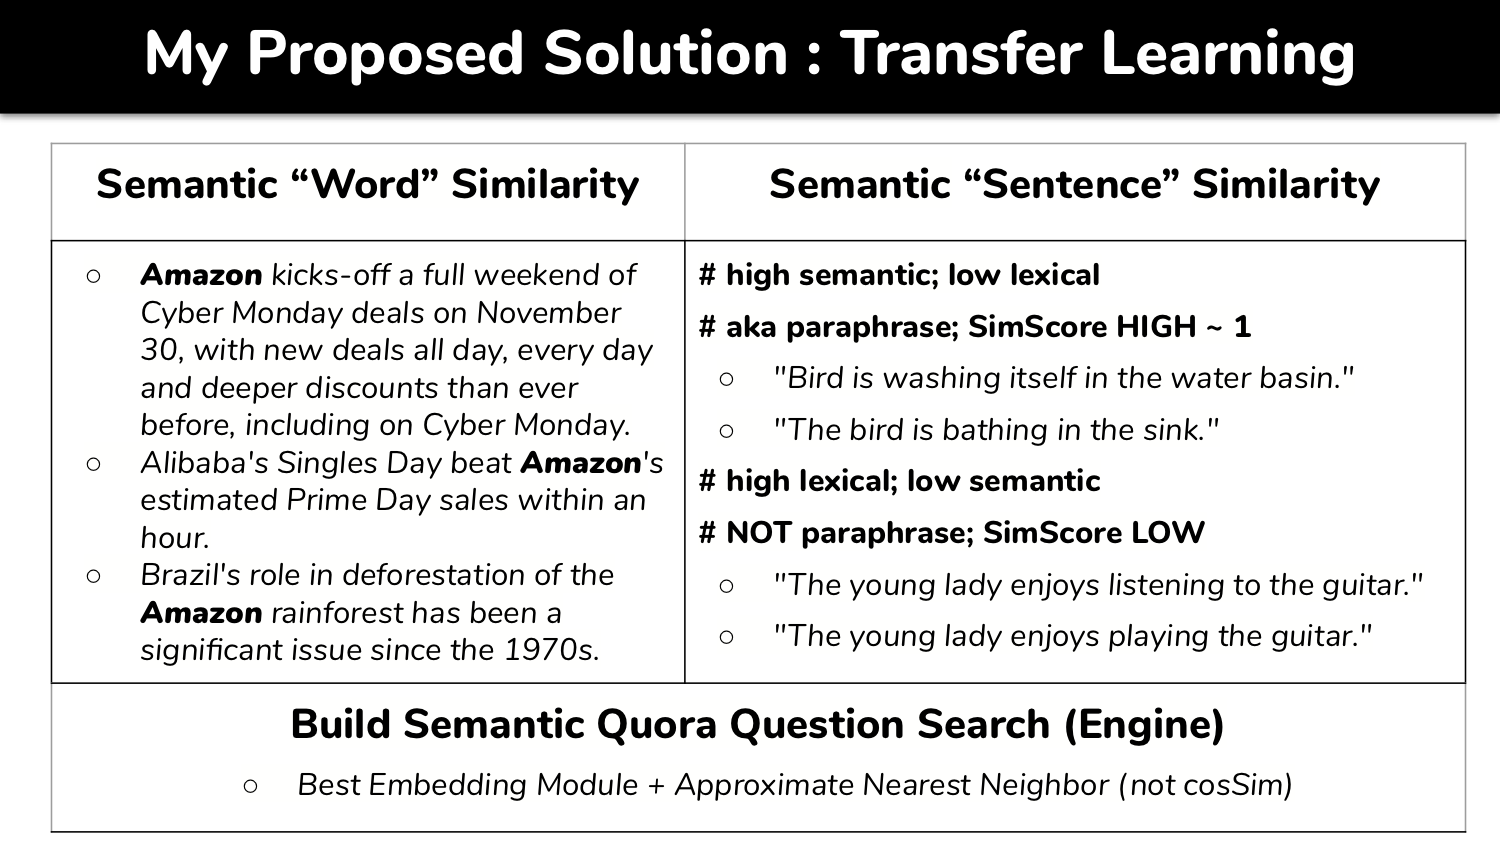 My Proposed Solution : Transfer Learning
Semantic “Word” Similarity
○ Amazon kicks-off a full weekend of
Cyber Monday deals on November
30, with new deals all day, every day
and deeper discounts than ever
before, including on Cyber Monday.
○ Alibaba's Singles Day beat Amazon's
estimated Prime Day sales within an
hour.
○ Brazil's role in deforestation of the
Amazon rainforest has been a
significant issue since the 1970s.
Semantic “Sentence” Similarity
# high semantic; low lexical
# aka paraphrase; SimScore HIGH ~ 1
○ "Bird is washing itself in the water basin."
○ "The bird is bathing in the sink."
# high lexical; low semantic
# NOT paraphrase; SimScore LOW
○ "The young lady enjoys listening to the guitar."
○ "The young lady enjoys playing the guitar."
Build Semantic Quora Question Search (Engine)
○ Best Embedding Module + Approximate Nearest Neighbor (not cosSim)